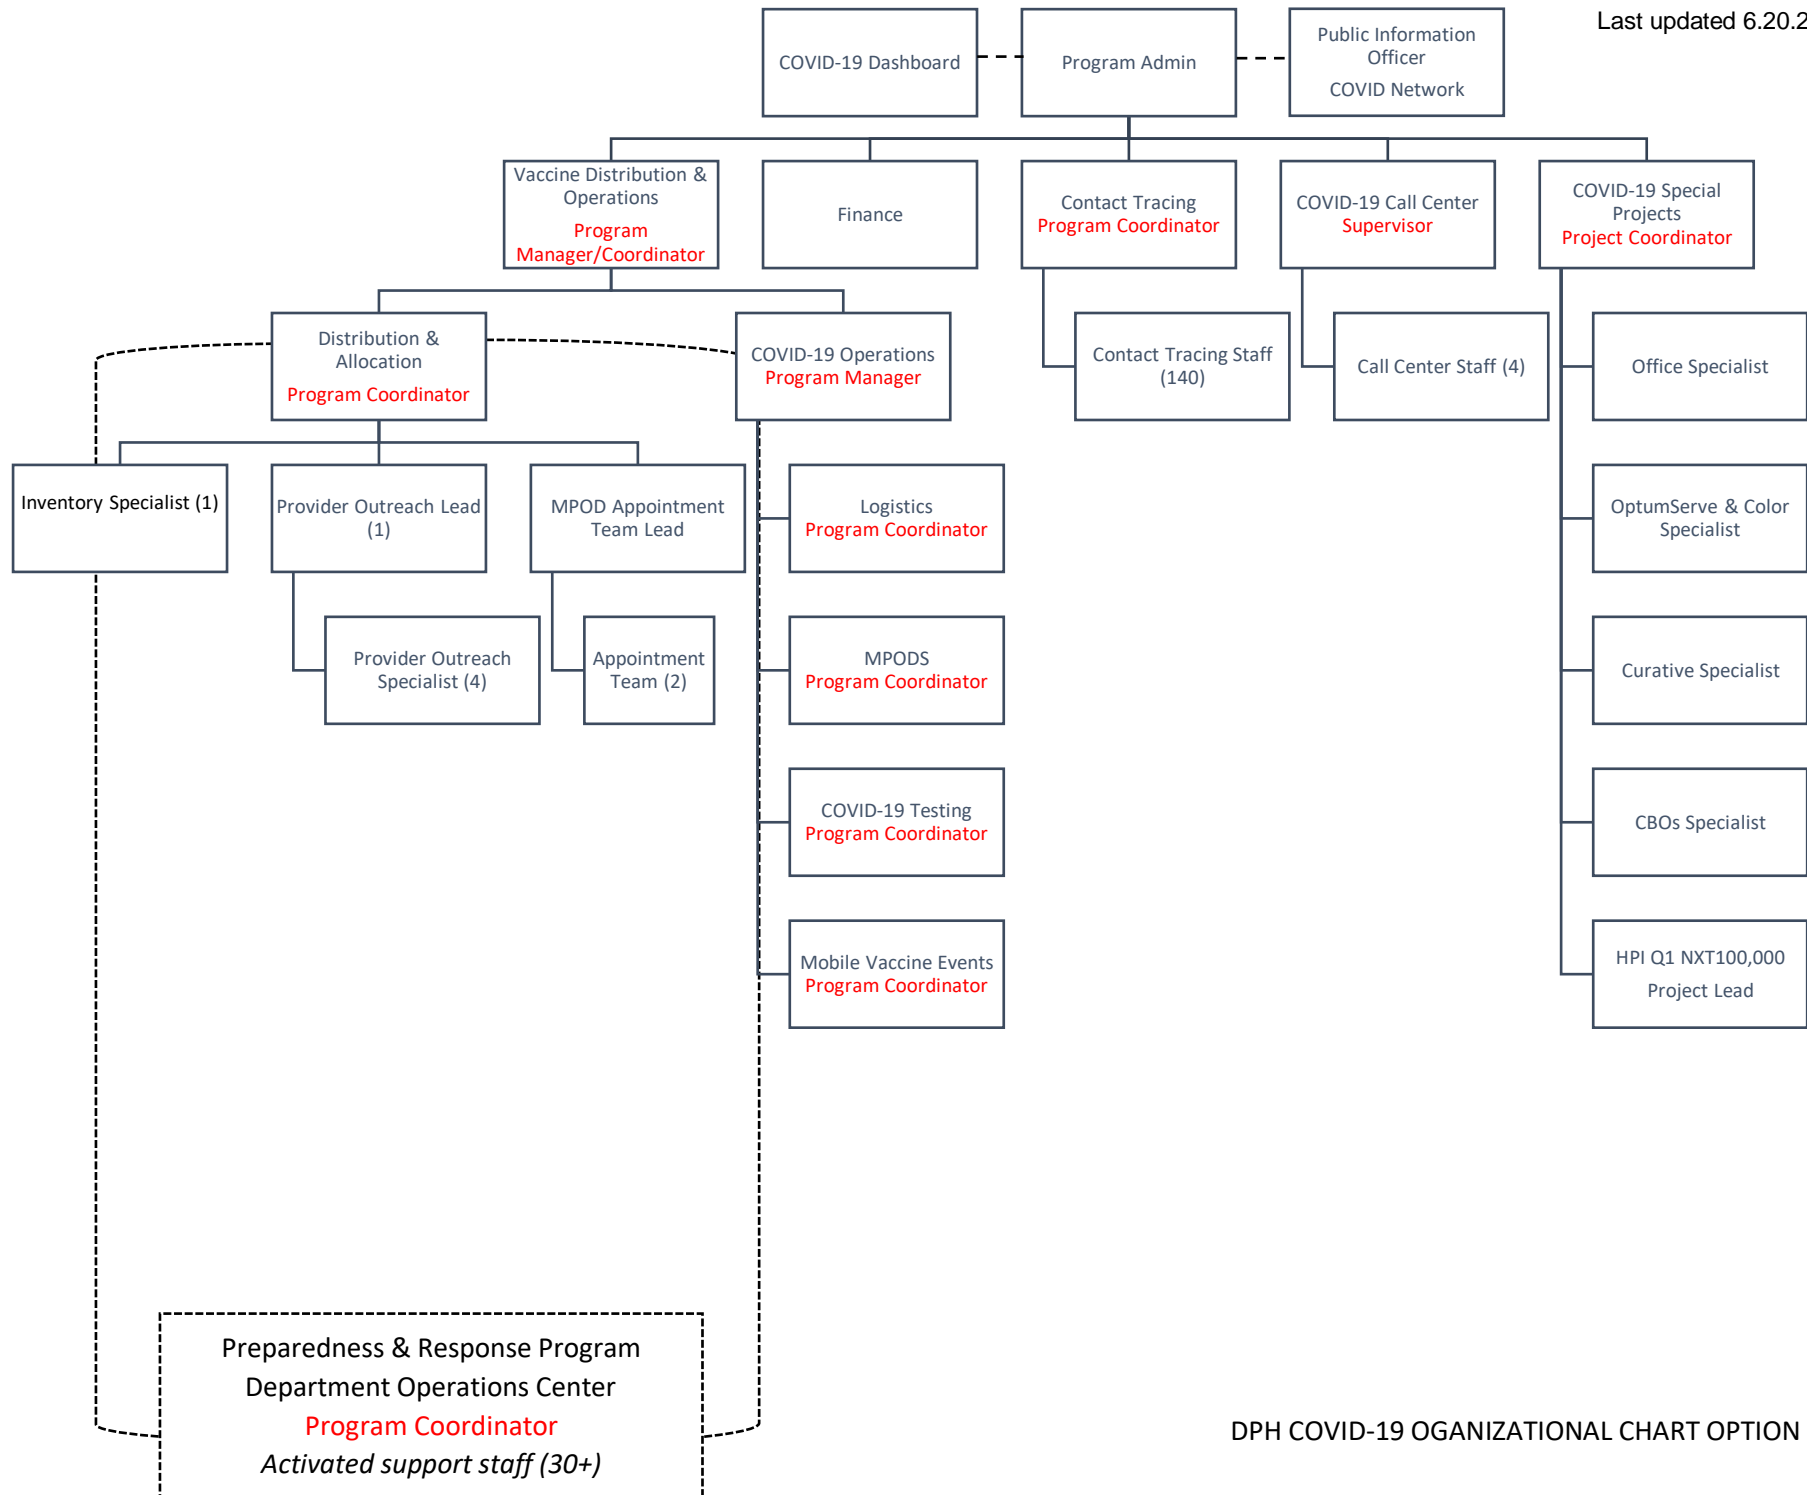 Last updated 6.20.2
COVID-19 Dashboard
Program Admin
Public Information
Officer
COVID Network
Vaccine Distribution &
Operations
Program
Manager/Coordinator
Finance
Contact Tracing
Program Coordinator
COVID-19 Call Center
Supervisor
COVID-19 Special
Projects
Project Coordinator
Distribution &
Allocation
Program Coordinator
COVID-19 Operations
Program Manager
Contact Tracing Staff
(140)
Call Center Staff (4)
Office Specialist
Inventory Specialist (1)
Provider Outreach Lead
(1)
MPOD Appointment
Team Lead
Logistics
Program Coordinator
OptumServe & Color
Specialist
Provider Outreach
Specialist (4)
Appointment
Team (2)
MPODS
Program Coordinator
Curative Specialist
COVID-19 Testing
Program Coordinator
CBOs Specialist
Mobile Vaccine Events
Program Coordinator
HPI Q1 NXT100,000
Project Lead
Preparedness & Response Program
Department Operations Center
Program Coordinator
Activated support staff (30+)
DPH COVID-19 OGANIZATIONAL CHART OPTION